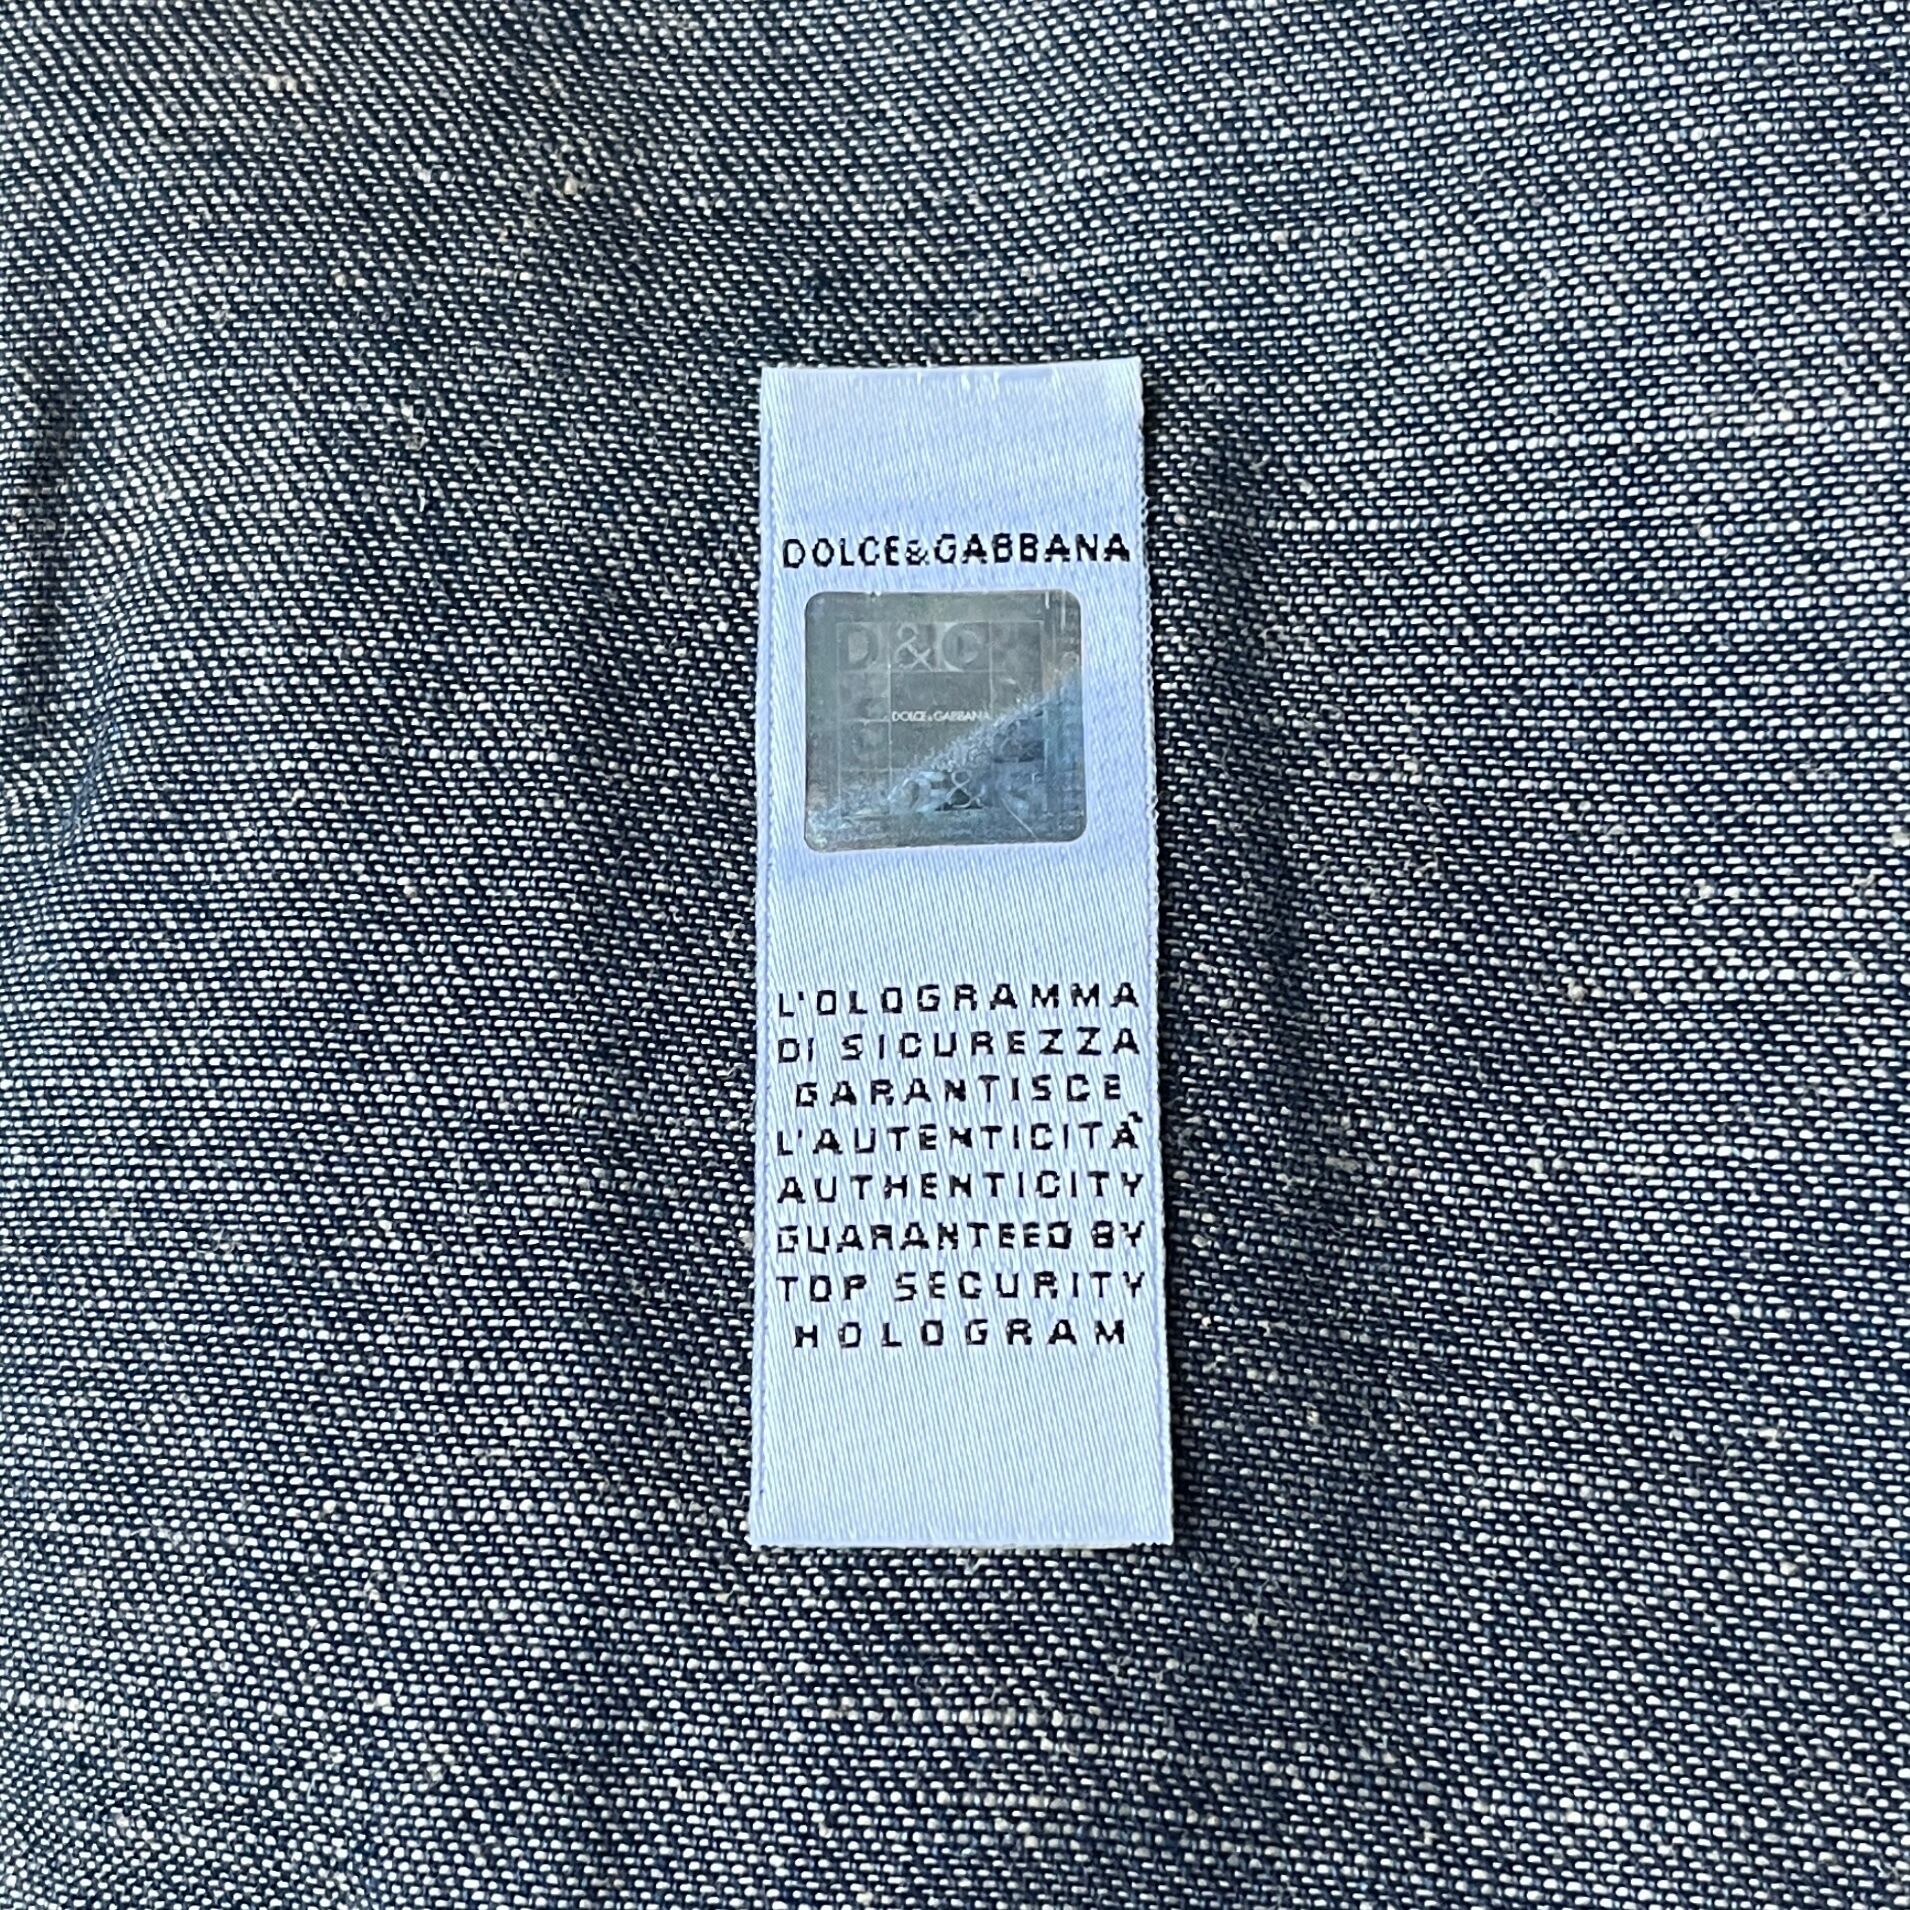 DOLCE&GABBANA
D&G
DOLCE&GABBANA
L'OLOGRAMMA
DI SICUREZZA
GARANTISCE
L'AUTENTICITÀ
AUTHENTICITY
GUARANTEED BY
TOP SECURITY
HOLOGRAM